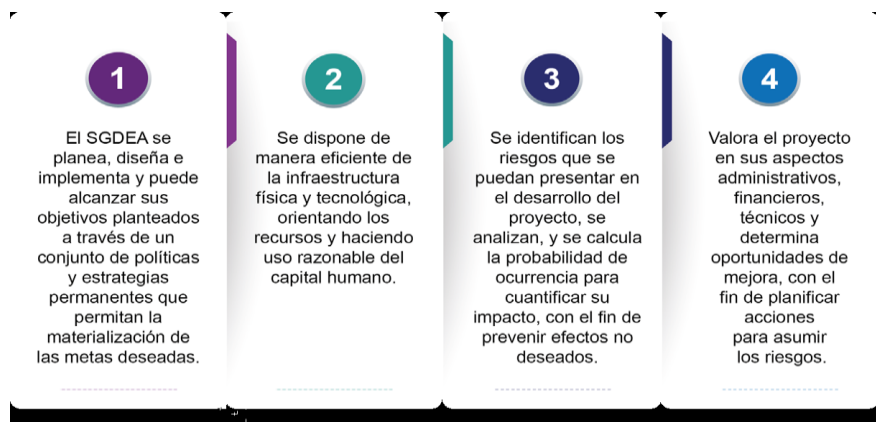 1
El SGDEA se
planea, diseña e
implementa y puede
alcanzar sus
objetivos planteados
a través de un
conjunto de políticas
y estrategias
permanentes que
permitan la
materialización de
las metas deseadas.
2
Se dispone de
manera eficiente de
la infraestructura
física y tecnológica,
orientando los
recursos y haciendo
uso razonable del
capital humano.
3
Se identifican los
riesgos que se
puedan presentar en
el desarrollo del
proyecto, se
analizan, y se calcula
la probabilidad de
ocurrencia para
cuantificar su
impacto, con el fin de
prevenir efectos no
deseados.
4
Valora el proyecto
en sus aspectos
administrativos,
financieros,
técnicos y
determina
oportunidades de
mejora, con el
fin de planificar
acciones
para asumir
los riesgos.